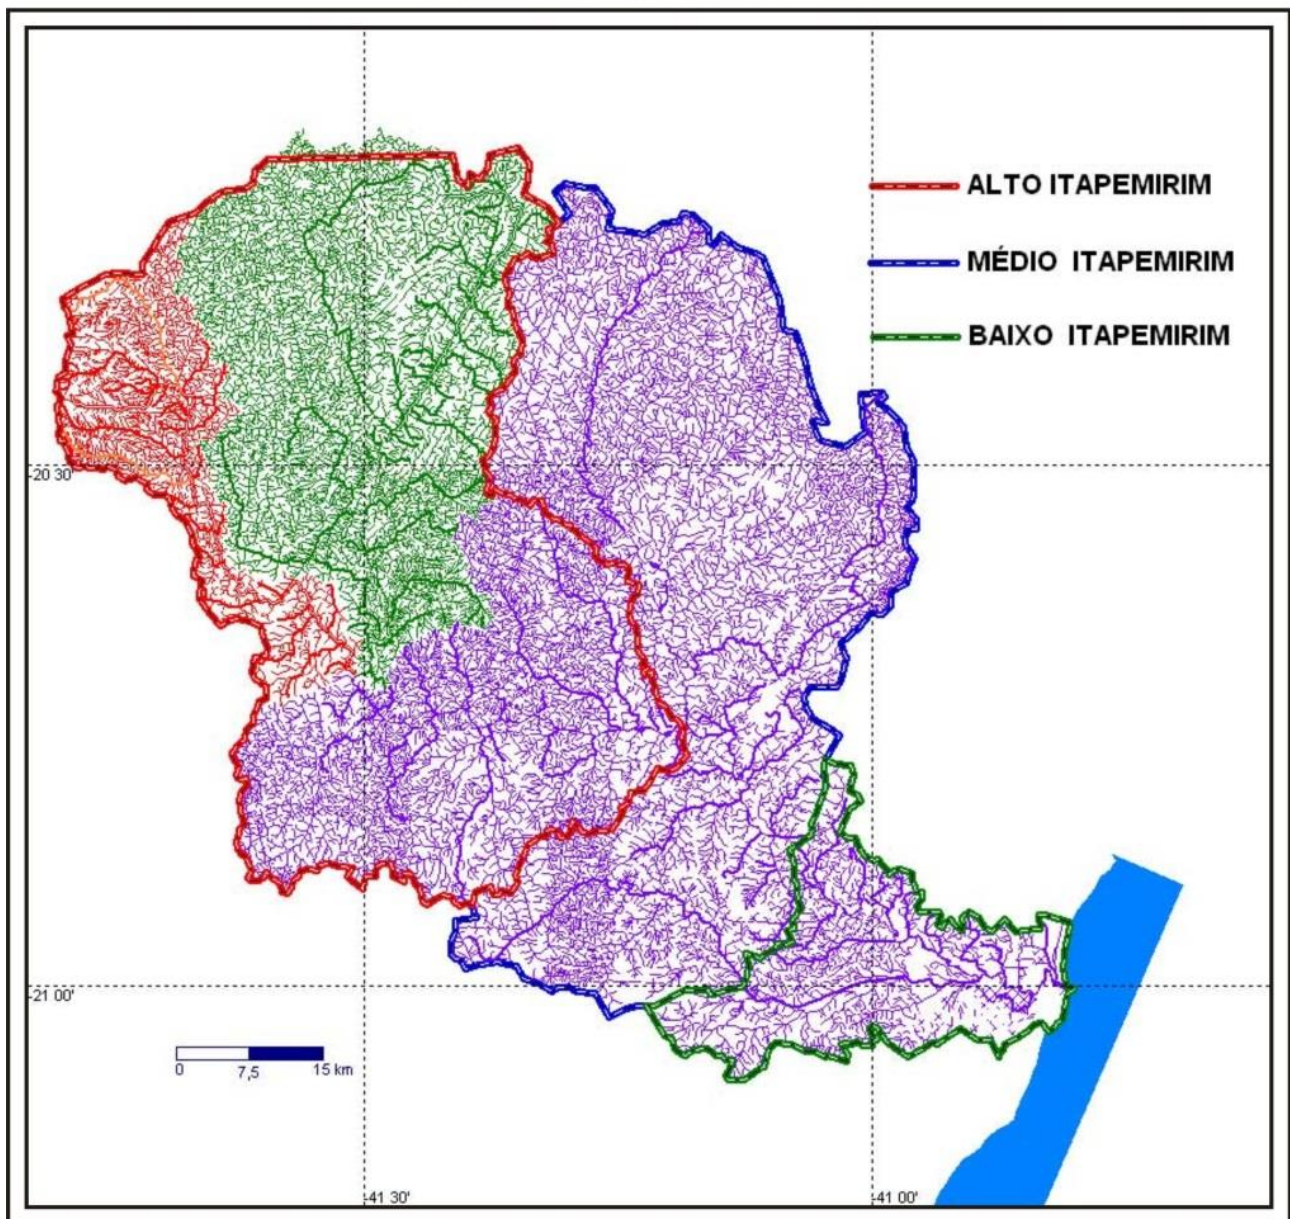 ALTO ITAPEMIRIM
MÉDIO ITAPEMIRIM
BAIXO ITAPEMIRIM
-20 30'
-21 00'
0 7,5 15 km
-41 30'
-41 00'